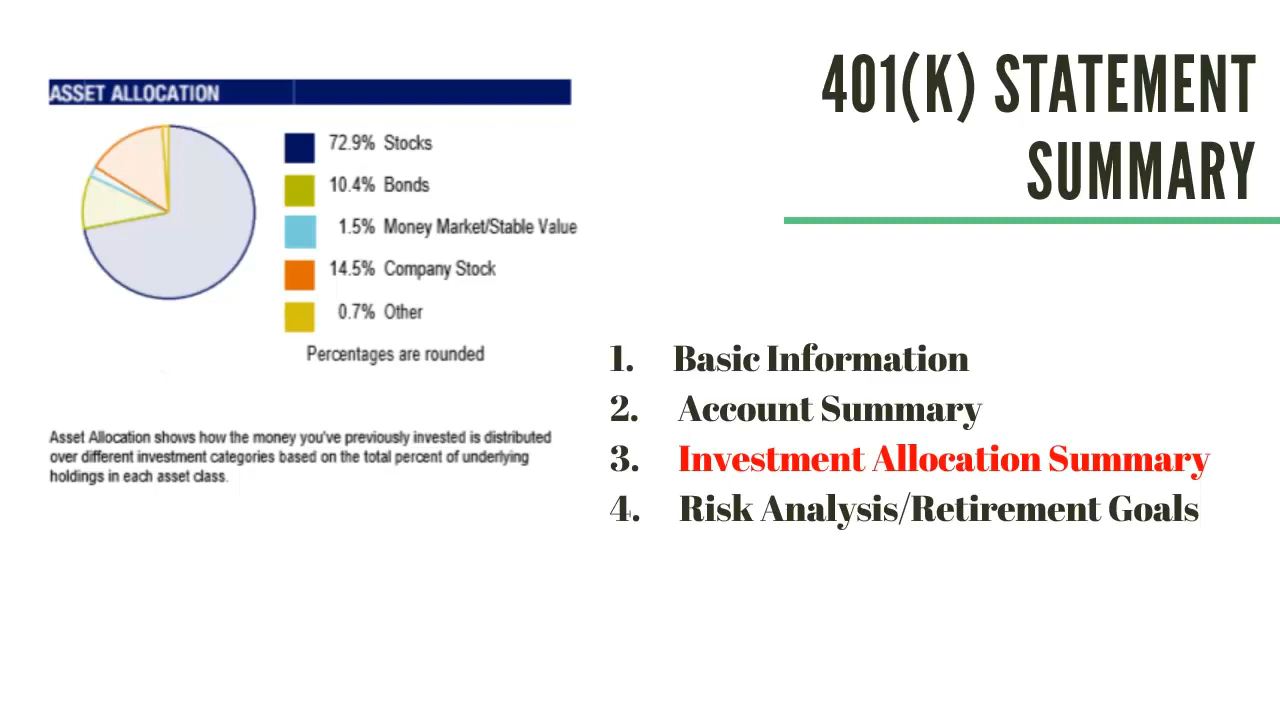 ASSET ALLOCATION
72.9% Stocks
10.4% Bonds
1.5% Money Market/Stable Value
14.5% Company Stock
0.7% Other
Percentages are rounded
Asset Allocation shows how the money you've previously invested is distributed
over different investment categories based on the total percent of underlying
holdings in each asset class.
401(K) STATEMENT
SUMMARY
1. Basic Information
2. Account Summary
3. Investment Allocation Summary
4. Risk Analysis/Retirement Goals